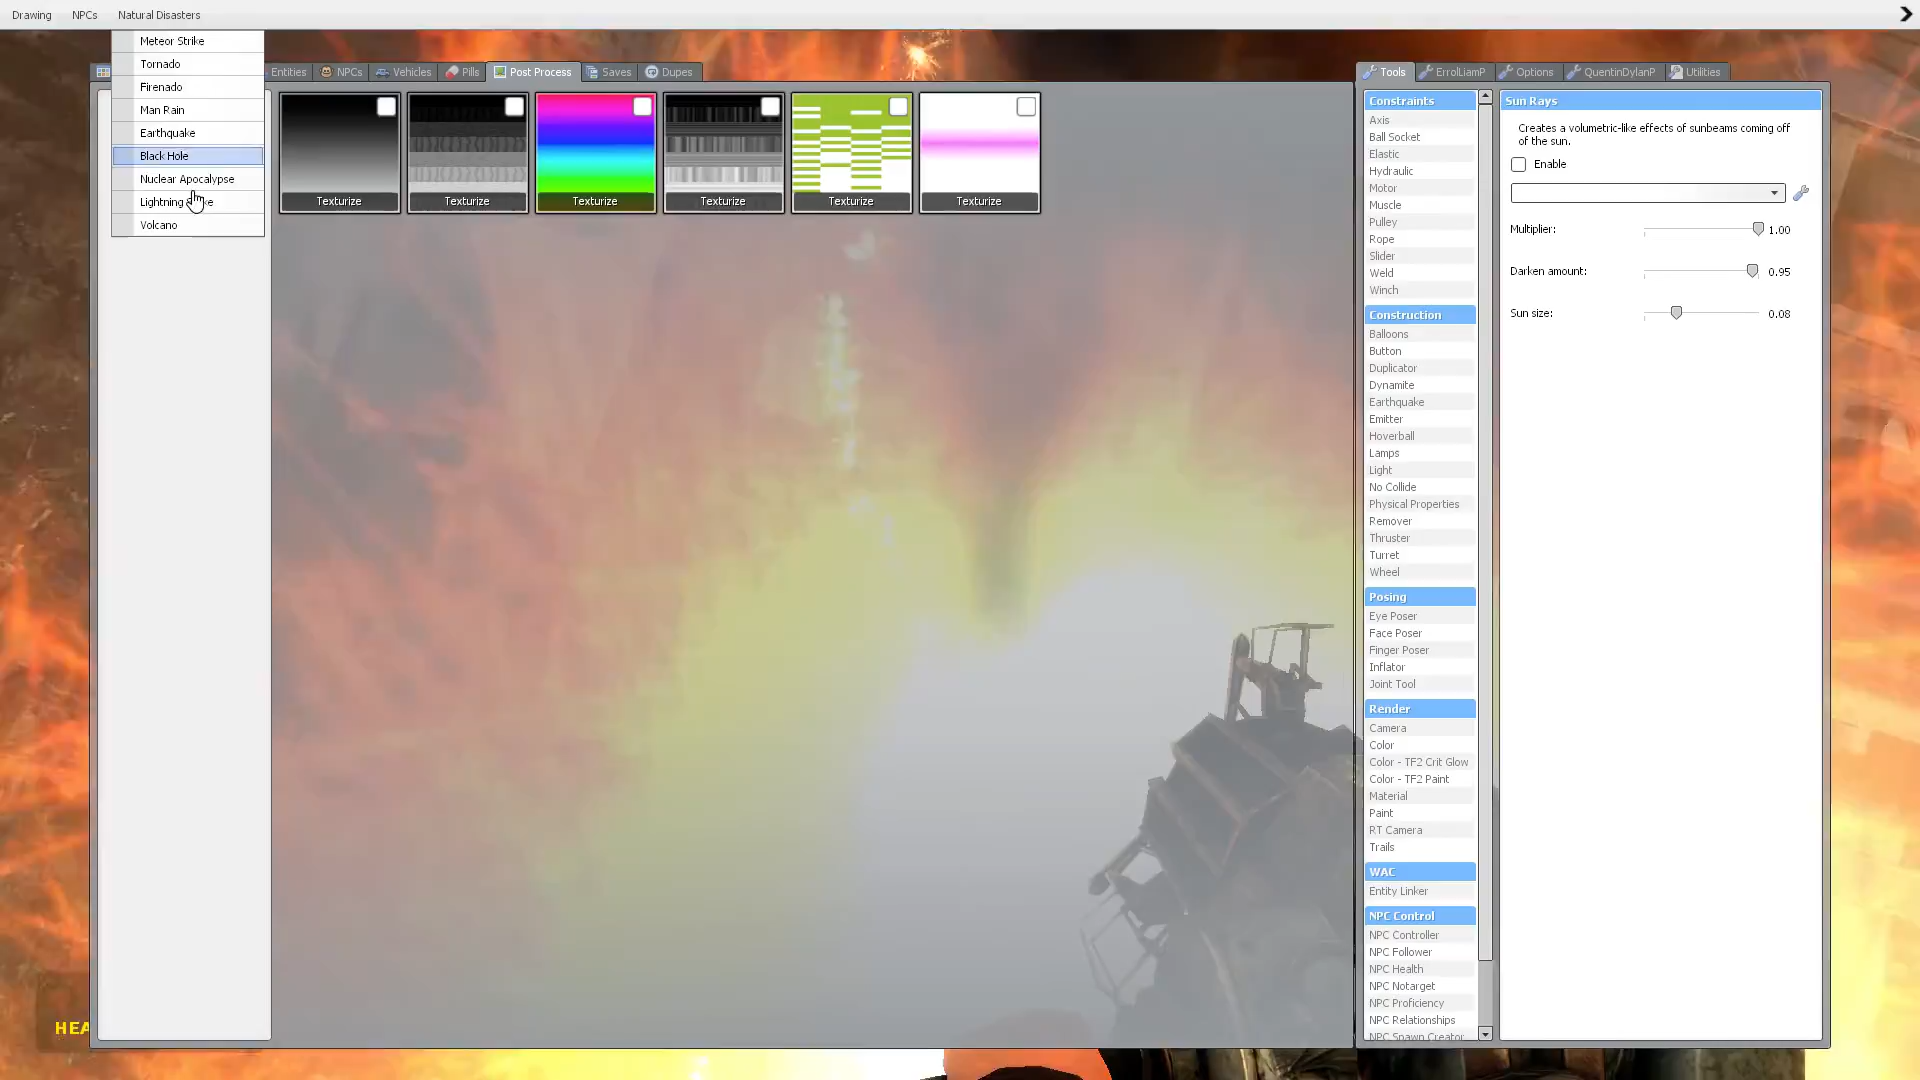 Drawing NPCs Natural Disasters
Meteor Strike
Tornado
Firenado
Man Rain
Earthquake
Black Hole
Nuclear Apocalypse
Lightning
Volcano
Entities NPCs Vehicles Pills Post Process Saves Dupes
Texturize Texturize Texturize Texturize Texturize Texturize
HEA
Tools ErrolLiamP Options QuentinDylanP Utilities
Constraints
Axis
Ball Socket
Elastic
Hydraulic
Motor
Muscle
Pulley
Rope
Slider
Weld
Winch
Construction
Balloons
Button
Duplicator
Dynamite
Earthquake
Emitter
Hoverball
Lamps
Light
No Collide
Physical Properties
Remover
Thruster
Turret
Wheel
Posing
Eye Poser
Face Poser
Finger Poser
Inflator
Joint Tool
Render
Camera
Color
Color - TF2 Crit Glow
Color - TF2 Paint
Material
Paint
RT Camera
Trails
WAC
Entity Linker
NPC Control
NPC Controller
NPC Follower
NPC Health
NPC Notarget
NPC Proficiency
NPC Relationships
NPC Spawn Creator
Sun Rays
Creates a volumetric-like effects of sunbeams coming off
of the sun.
Enable
Multiplier: 1.00
Darken amount: 0.95
Sun size: 0.08